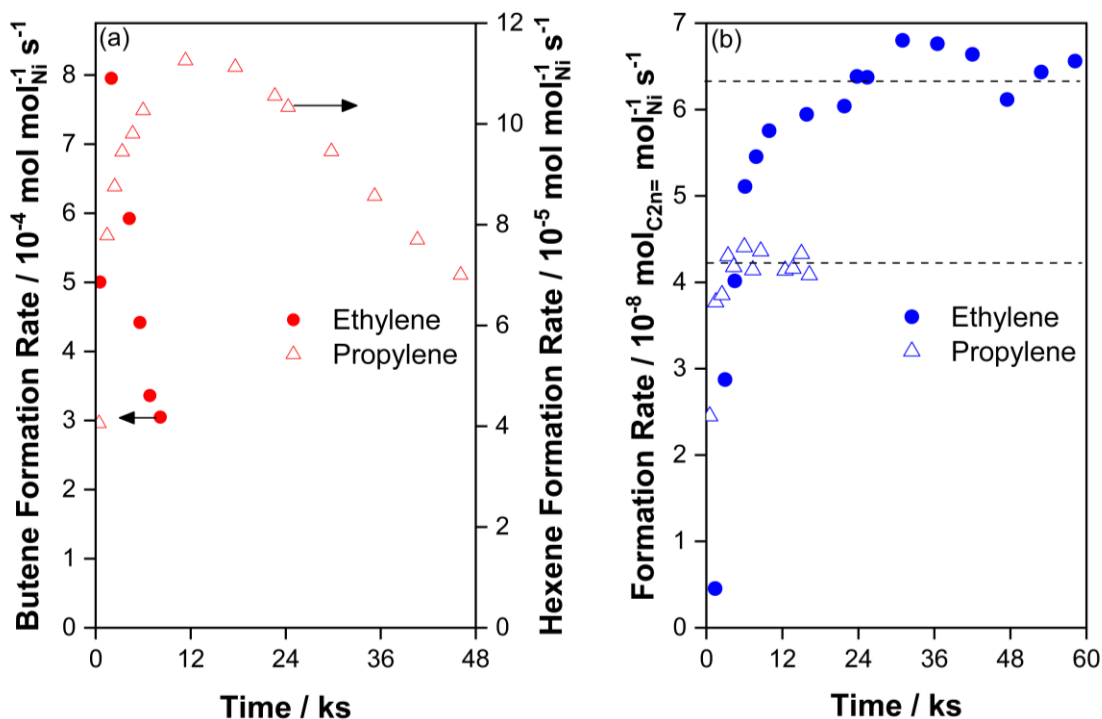 (a)
Butene Formation Rate / 10⁻⁴ mol mol⁻¹Ni s⁻¹
8
7
6
5
4
3
2
1
0
12
10
8
6
4
2
0
Hexene Formation Rate / 10⁻⁵ mol mol⁻¹Ni s⁻¹
Ethylene
Propylene
0 12 24 36 48
Time / ks
(b)
Formation Rate / 10⁻⁸ molC2n= mol⁻¹Ni s⁻¹
7
6
5
4
3
2
1
0
Ethylene
Propylene
0 12 24 36 48 60
Time / ks